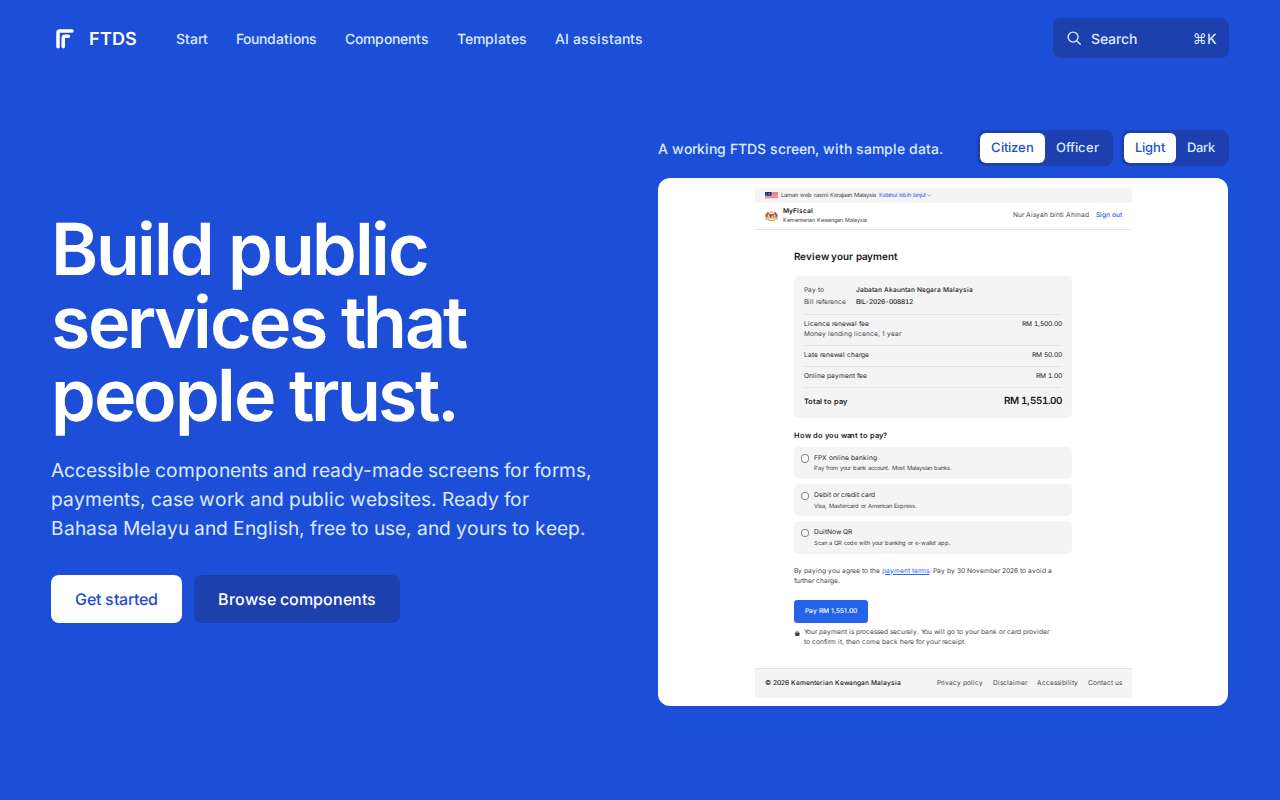 FTDS
Start
Foundations
Components
Templates
AI assistants
Search
⌘K
Build public
services that
people trust.
Accessible components and ready-made screens for forms,
payments, case work and public websites. Ready for
Bahasa Melayu and English, free to use, and yours to keep.
Get started
Browse components
A working FTDS screen, with sample data.
Citizen
Officer
Light
Dark
Laman web rasmi Kerajaan Malaysia Ketahui lebih lanjut
MyFiscal
Kementerian Kewangan Malaysia
Nur Aisyah binti Ahmad
Sign out
Review your payment
Pay to Jabatan Akauntan Negara Malaysia
Bill reference BIL-2026-008812
Licence renewal fee RM 1,500.00
Money lending licence, 1 year
Late renewal charge RM 50.00
Online payment fee RM 1.00
Total to pay RM 1,551.00
How do you want to pay?
FPX online banking
Pay from your bank account. Most Malaysian banks.
Debit or credit card
Visa, Mastercard or American Express.
DuitNow QR
Scan a QR code with your banking or e-wallet app.
By paying you agree to the payment terms. Pay by 30 November 2026 to avoid a
further charge.
Pay RM 1,551.00
Your payment is processed securely. You will go to your bank or card provider
to confirm it, then come back here for your receipt.
© 2026 Kementerian Kewangan Malaysia
Privacy policy
Disclaimer
Accessibility
Contact us